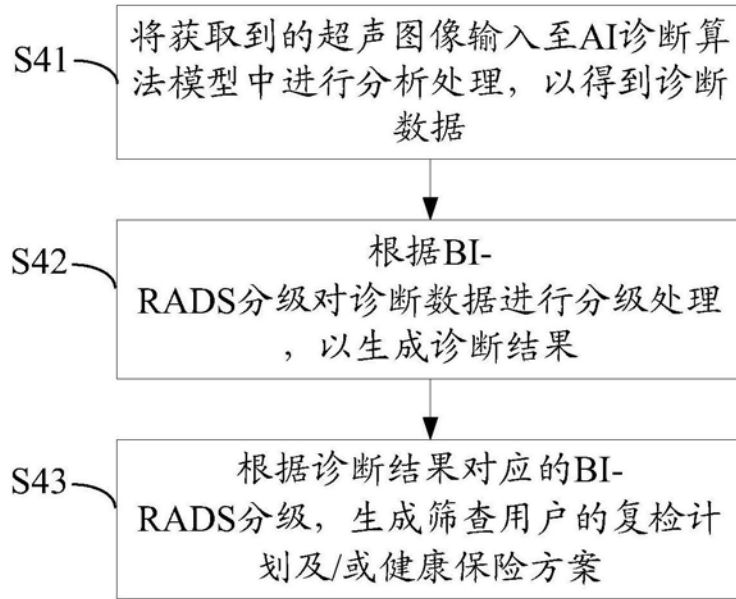 S41
将获取到的超声图像输入至AI诊断算
法模型中进行分析处理，以得到诊断
数据
S42
根据BI-
RADS分级对诊断数据进行分级处理
，以生成诊断结果
S43
根据诊断结果对应的BI-
RADS分级，生成筛查用户的复检计
划及/或健康保险方案